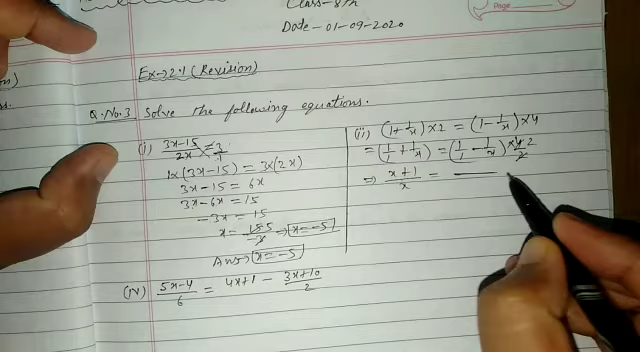 Page
Class-8th
Date-01-09-2020
Ex-2.1 (Revision)
Q.No.3 Solve the following equations.
(i) 3x-15/2x = 3/1
1x(3x-15) = 3x(2x)
3x-15 = 6x
3x-6x = 15
-3x = 15
x = 15 5/-3 ⇒ x=-5
Ans⇒ x=-5
(ii) (1+1/x)×2 = (1-1/x)×4
= (1/1+1/x) = (1/1-1/x)×4 2/2
⇒ x+1/x =
(iv) 5x-4/6 = 4x+1 - 3x+10/2